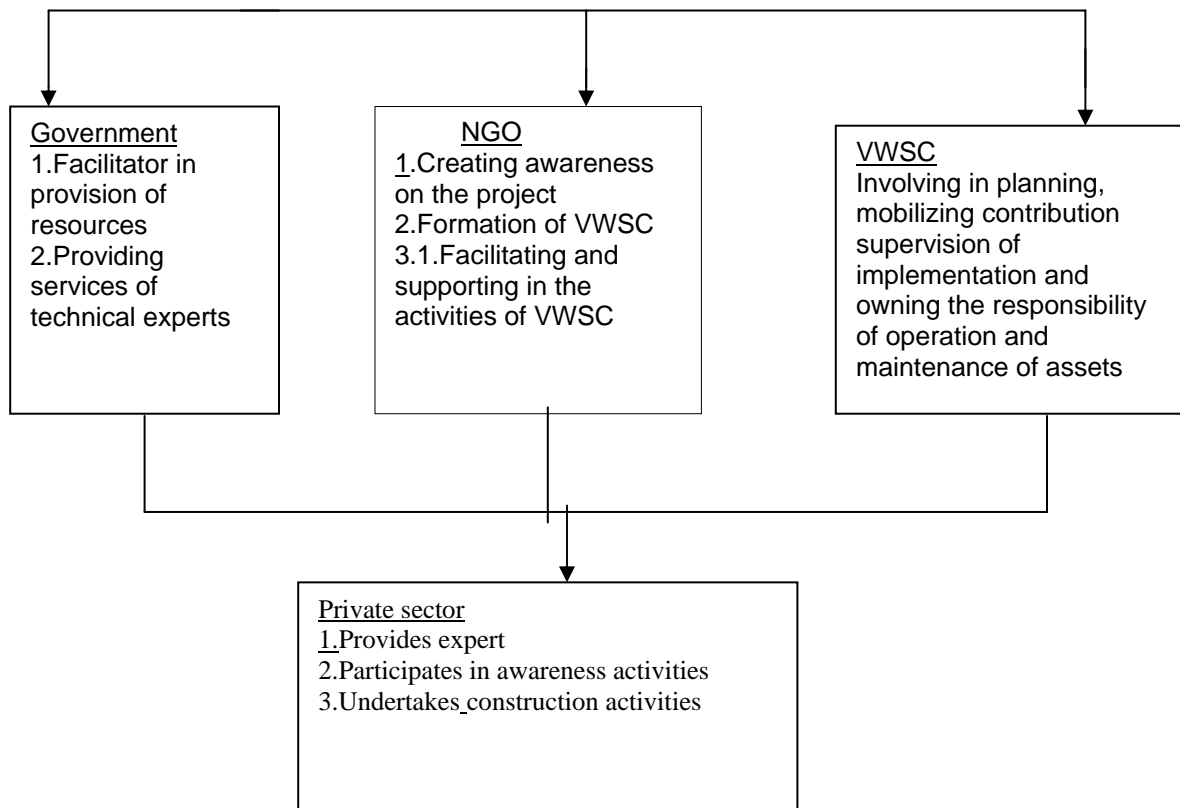 Government
1.Facilitator in
provision of
resources
2.Providing
services of
technical experts
NGO
1.Creating awareness
on the project
2.Formation of VWSC
3.1.Facilitating and
supporting in the
activities of VWSC
VWSC
Involving in planning,
mobilizing contribution
supervision of
implementation and
owning the responsibility
of operation and
maintenance of assets
Private sector
1.Provides expert
2.Participates in awareness activities
3.Undertakes construction activities